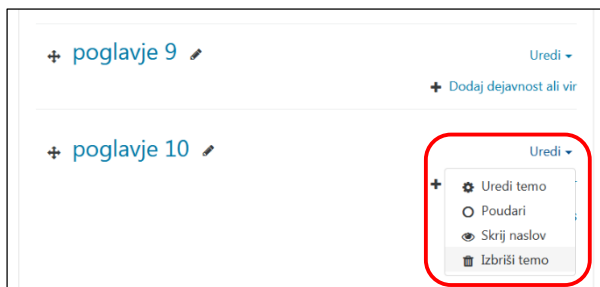 poglavje 9
Uredi
Dodaj dejavnost ali vir
poglavje 10
Uredi
Uredi temo
Poudari
Skrij naslov
Izbriši temo